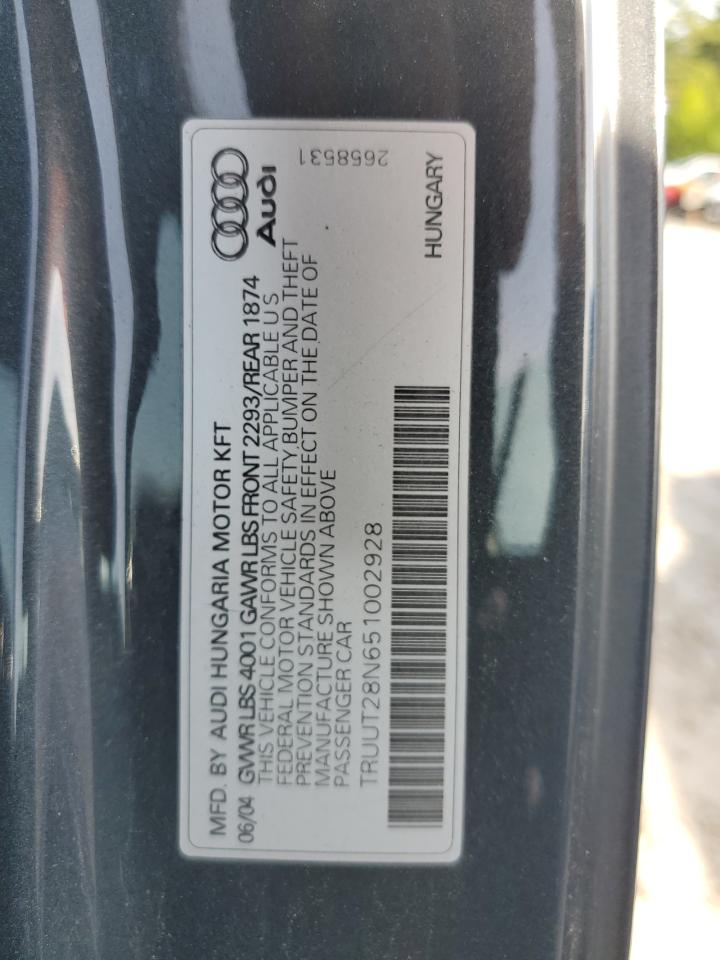 MFD. BY AUDI HUNGARIA MOTOR KFT
06/04 GVWR LBS 4001 GAWR LBS FRONT 2293/REAR 1874
THIS VEHICLE CONFORMS TO ALL APPLICABLE U S
FEDERAL MOTOR VEHICLE SAFETY BUMPER AND THEFT
PREVENTION STANDARDS IN EFFECT ON THE DATE OF
MANUFACTURE SHOWN ABOVE
PASSENGER CAR
TRUUT28N651002928
Audi
2658531
HUNGARY